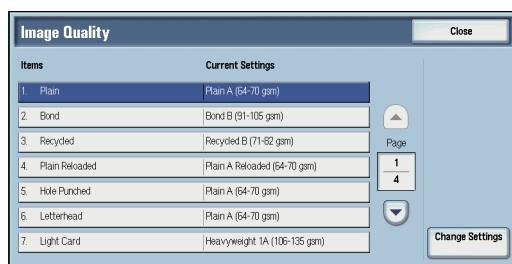 Image Quality
Close
Items Current Settings
1. Plain Plain A (64-70 gsm)
2. Bond Bond B (91-105 gsm)
3. Recycled Recycled B (71-82 gsm)
4. Plain Reloaded Plain A Reloaded (64-70 gsm)
5. Hole Punched Plain A (64-70 gsm)
6. Letterhead Plain A (64-70 gsm)
7. Light Card Heavyweight 1A (106-135 gsm)
Page
1
4
Change Settings